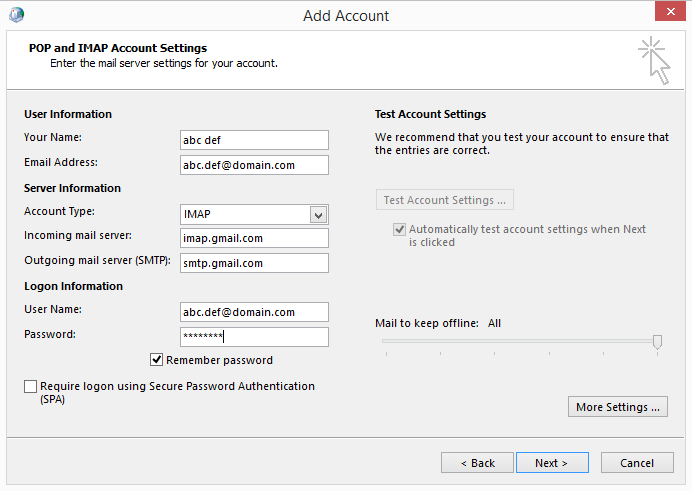 Add Account
POP and IMAP Account Settings
Enter the mail server settings for your account.
User Information
Your Name: abc def
Email Address: abc.def@domain.com
Server Information
Account Type: IMAP
Incoming mail server: imap.gmail.com
Outgoing mail server (SMTP): smtp.gmail.com
Logon Information
User Name: abc.def@domain.com
Password: ********
Remember password
Require logon using Secure Password Authentication
(SPA)
Test Account Settings
We recommend that you test your account to ensure that
the entries are correct.
Test Account Settings ...
Automatically test account settings when Next
is clicked
Mail to keep offline: All
More Settings ...
< Back Next > Cancel